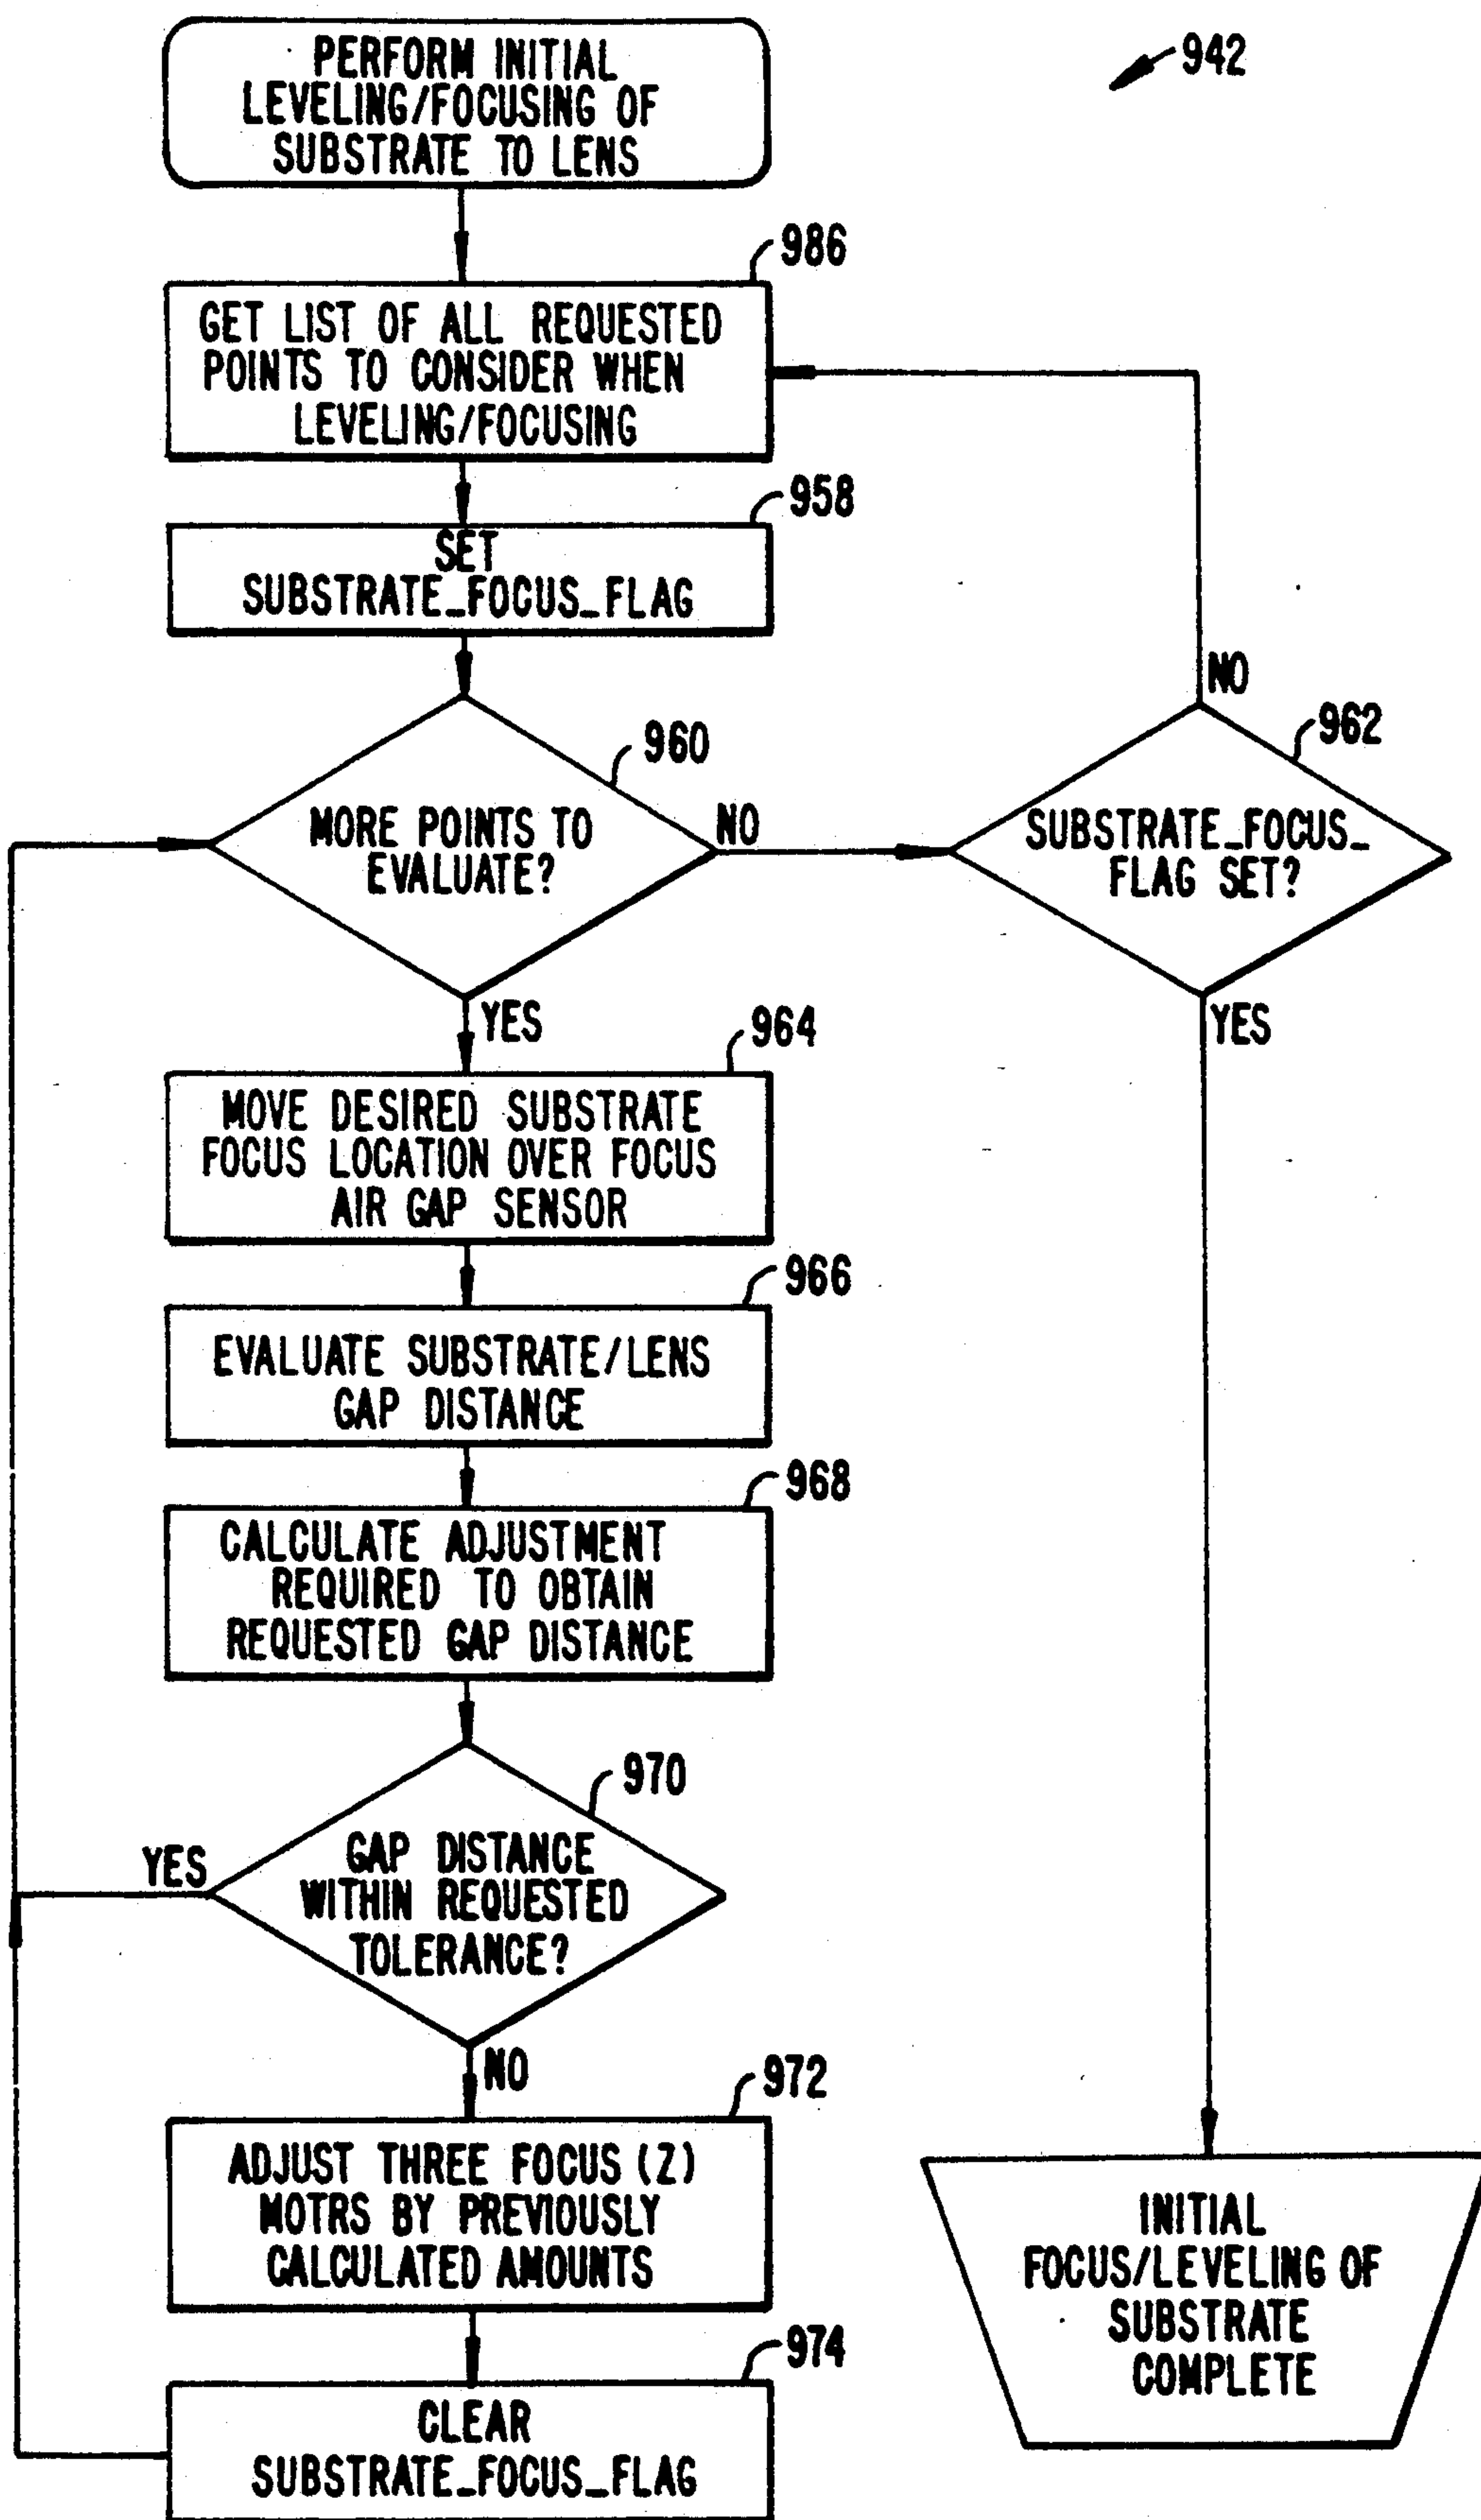 PERFORM INITIAL
LEVELING/FOCUSING OF
SUBSTRATE TO LENS
942
986
GET LIST OF ALL REQUESTED
POINTS TO CONSIDER WHEN
LEVELING/FOCUSING
958
SET
SUBSTRATE_FOCUS_FLAG
960
MORE POINTS TO
EVALUATE?
NO
YES
NO
962
SUBSTRATE_FOCUS_
FLAG SET?
YES
964
MOVE DESIRED SUBSTRATE
FOCUS LOCATION OVER FOCUS
AIR GAP SENSOR
966
EVALUATE SUBSTRATE/LENS
GAP DISTANCE
968
CALCULATE ADJUSTMENT
REQUIRED TO OBTAIN
REQUESTED GAP DISTANCE
970
GAP DISTANCE
WITHIN REQUESTED
TOLERANCE?
YES
NO
972
ADJUST THREE FOCUS (Z)
MOTRS BY PREVIOUSLY
CALCULATED AMOUNTS
974
CLEAR
SUBSTRATE_FOCUS_FLAG
INITIAL
FOCUS/LEVELING OF
SUBSTRATE
COMPLETE